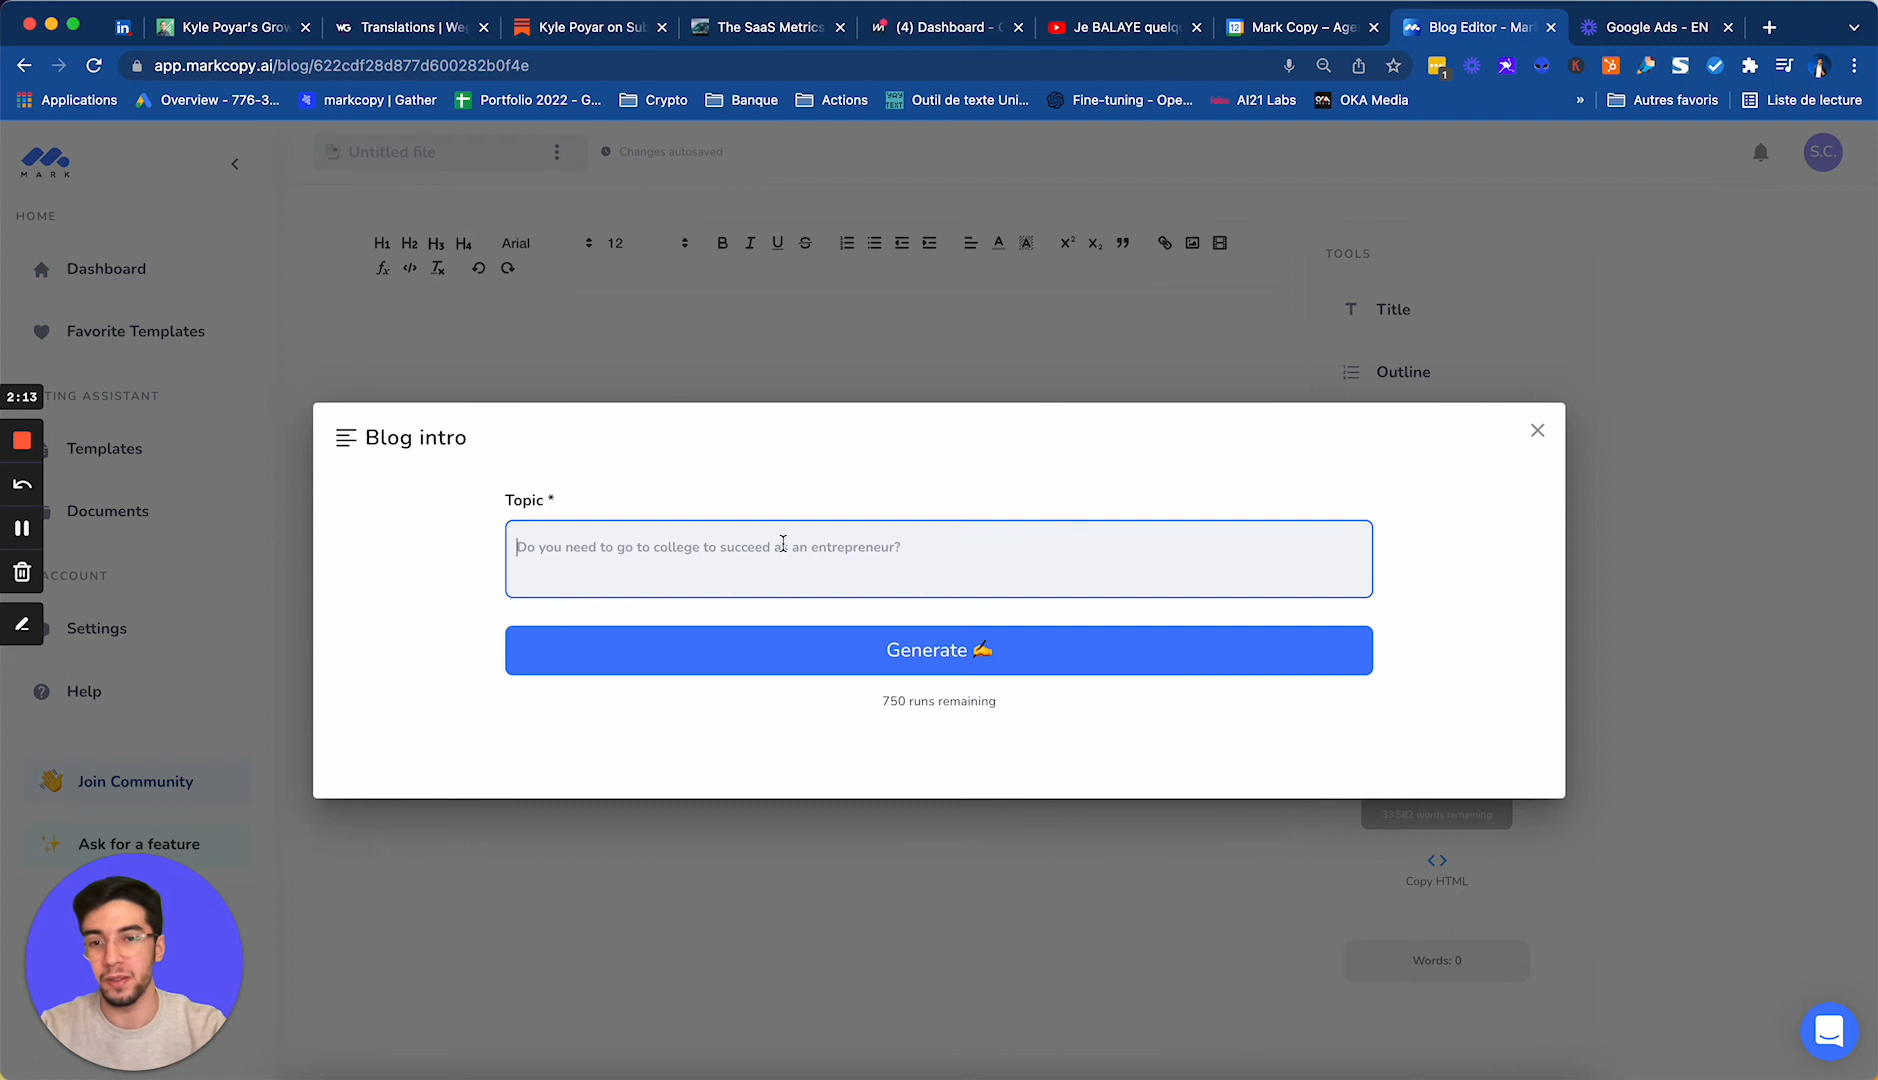 Kyle Poyar's Grow
Translations | Weg
Kyle Poyar on Sub
The SaaS Metrics
(4) Dashboard - C
Je BALAYE quelqu
Mark Copy – Age
Blog Editor - Mar
Google Ads - EN
app.markcopy.ai/blog/622cdf28d877d600282b0f4e
Applications
Overview - 776-3...
markcopy | Gather
Portfolio 2022 - G...
Crypto
Banque
Actions
Outil de texte Uni...
Fine-tuning - Ope...
AI21 Labs
OKA Media
»
Autres favoris
Liste de lecture
MARK
Untitled file
Changes autosaved
S.C.
HOME
Dashboard
Favorite Templates
2:13
TING ASSISTANT
Templates
Documents
ACCOUNT
Settings
Help
Join Community
Ask for a feature
H1 H2 H3 H4 Arial 12 B I U S
TOOLS
Title
Outline
Blog intro
Topic *
Do you need to go to college to succeed as an entrepreneur?
Generate ✍
750 runs remaining
33582 words remaining
Copy HTML
Words: 0